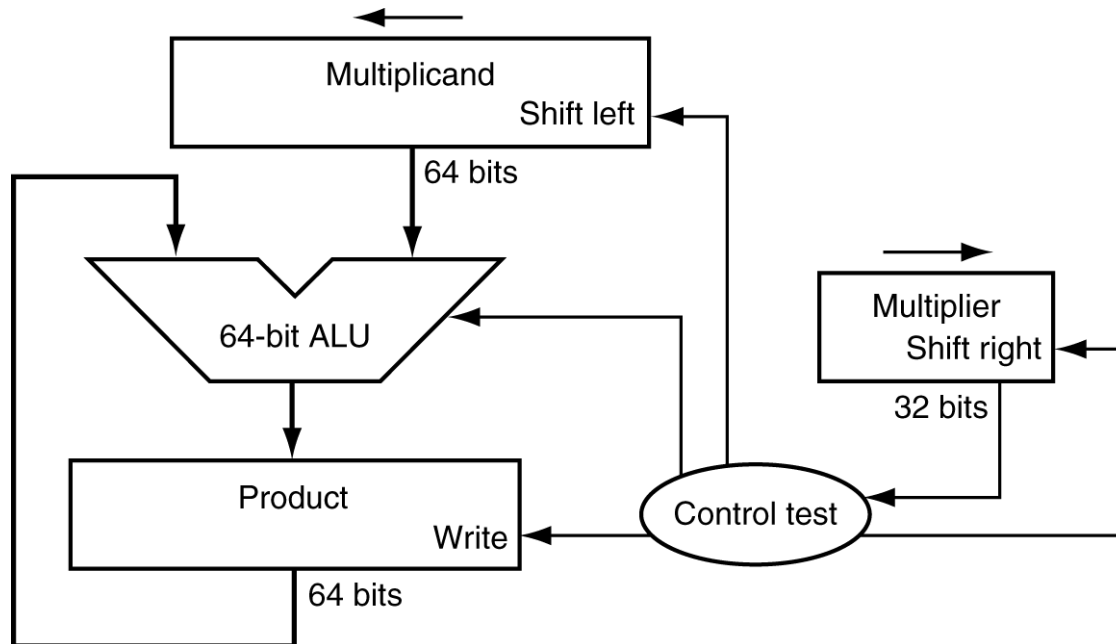 Multiplicand
Shift left
64 bits
64-bit ALU
Multiplier
Shift right
32 bits
Product
Write
Control test
64 bits